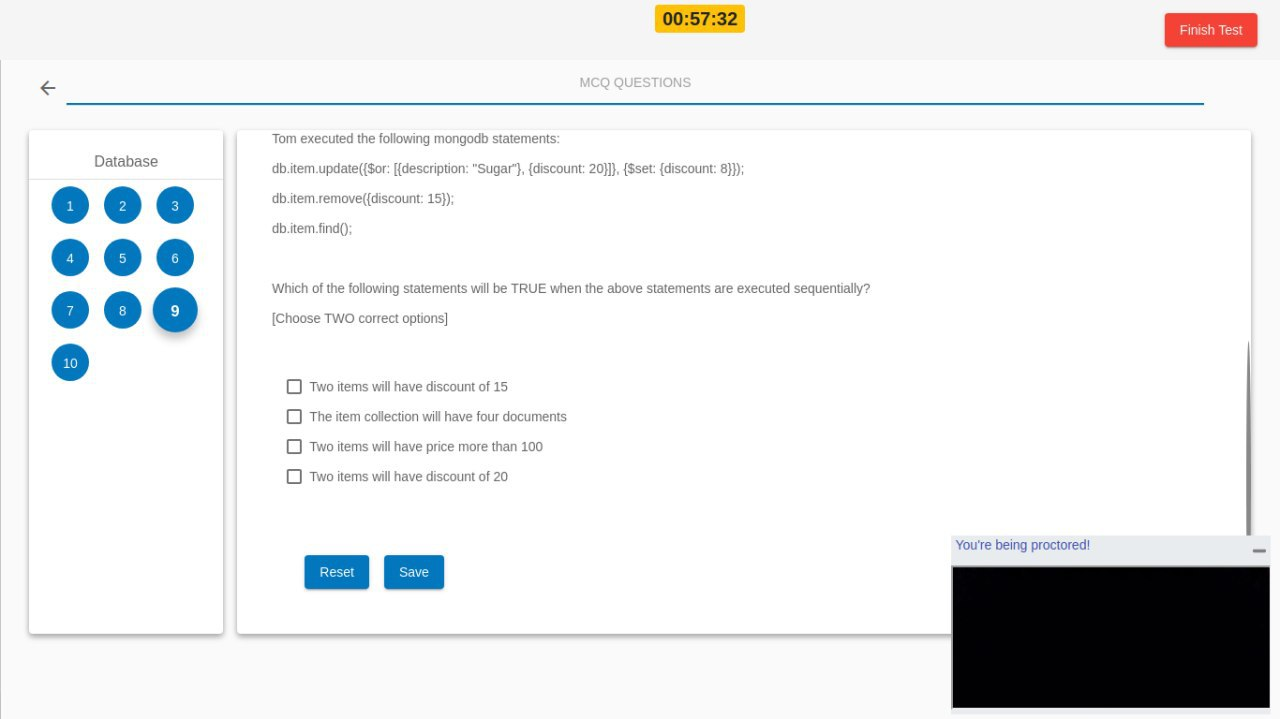 00:57:32
Finish Test
MCQ QUESTIONS
Database
1 2 3
4 5 6
7 8 9
10
Tom executed the following mongodb statements:
db.item.update({$or: [{description: "Sugar"}, {discount: 20}]}, {$set: {discount: 8}});
db.item.remove({discount: 15});
db.item.find();
Which of the following statements will be TRUE when the above statements are executed sequentially?
[Choose TWO correct options]
Two items will have discount of 15
The item collection will have four documents
Two items will have price more than 100
Two items will have discount of 20
Reset Save
You're being proctored!